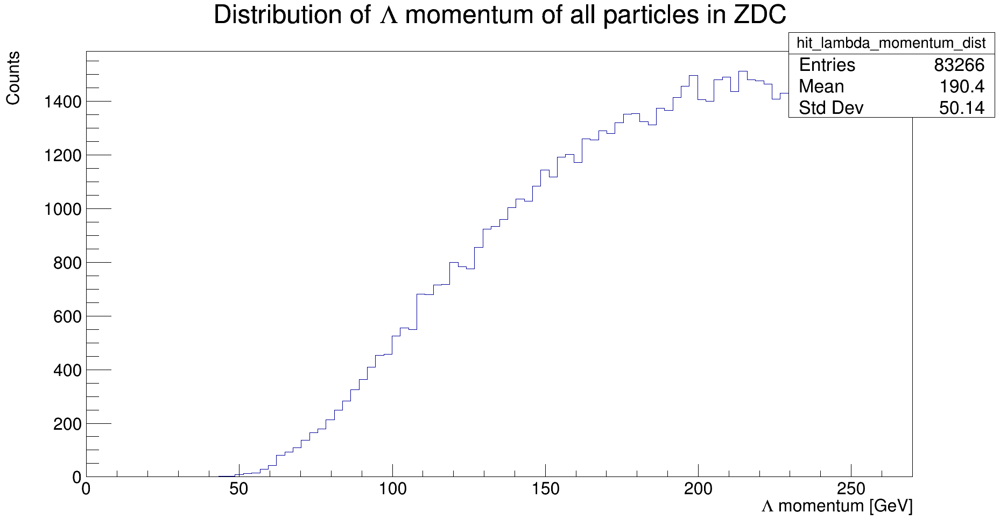 Distribution of Λ momentum of all particles in ZDC
hit_lambda_momentum_dist
Entries 83266
Mean 190.4
Std Dev 50.14
Counts
1400
1200
1000
800
600
400
200
0
0 50 100 150 200 250
Λ momentum [GeV]